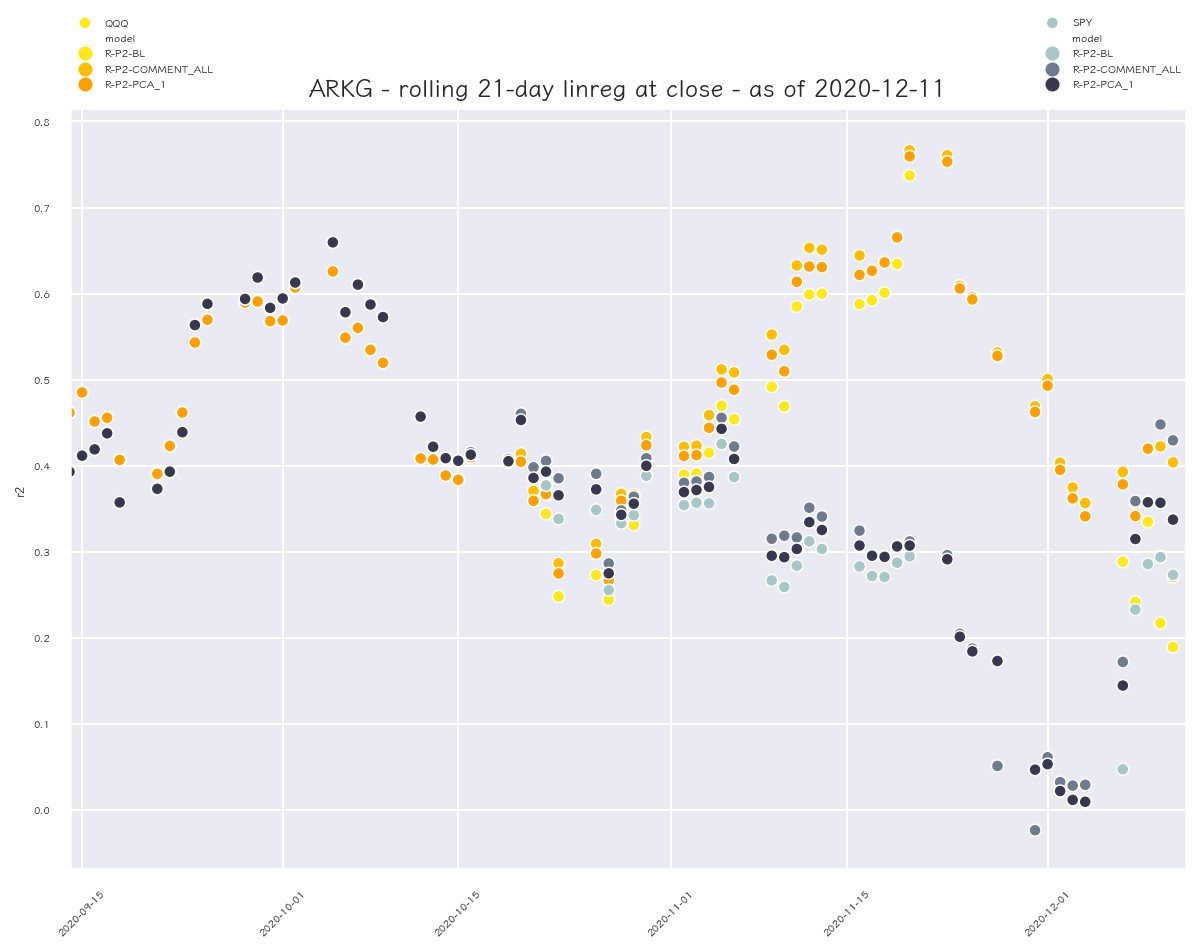 QQQ
model
R-P2-BL
R-P2-COMMENT_ALL
R-P2-PCA_1
SPY
model
R-P2-BL
R-P2-COMMENT_ALL
R-P2-PCA_1
ARKG - rolling 21-day linreg at close - as of 2020-12-11
0.8
0.7
0.6
0.5
0.4
0.3
0.2
0.1
0.0
r2
2020-09-15
2020-10-01
2020-10-15
2020-11-01
2020-11-15
2020-12-01